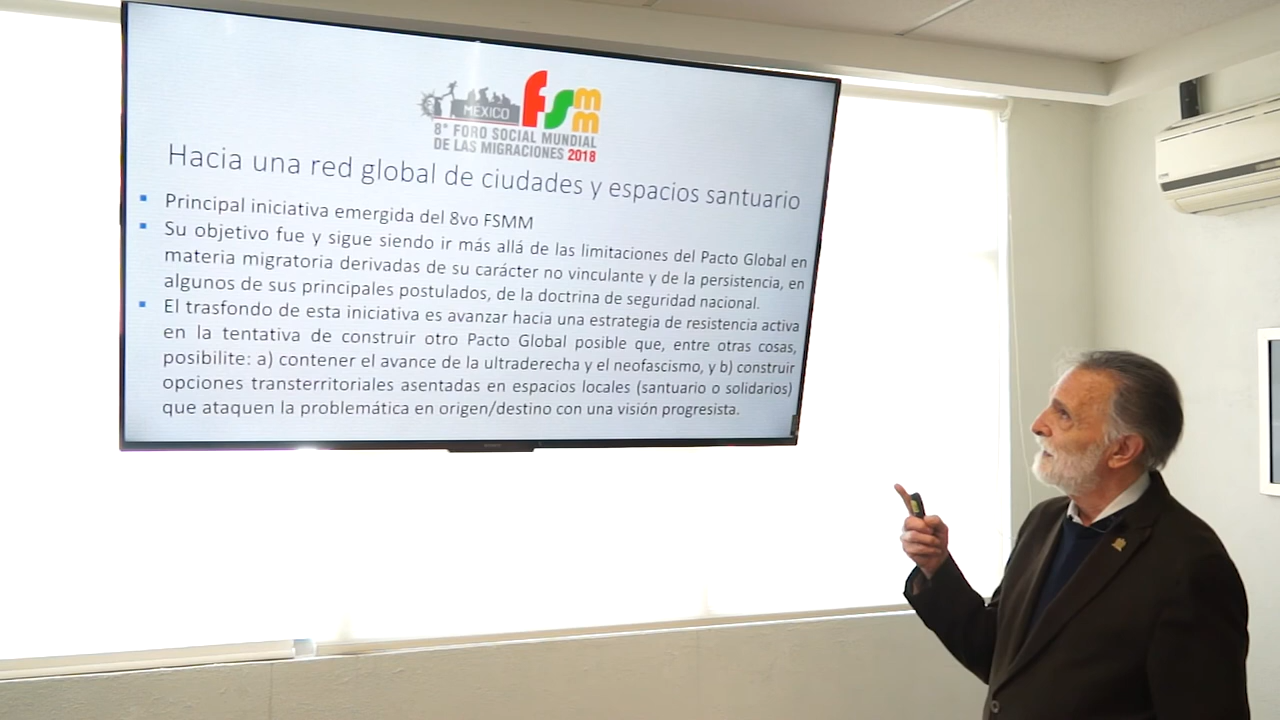 MÉXICO
fsmm
8° FORO SOCIAL MUNDIAL
DE LAS MIGRACIONES 2018
Hacia una red global de ciudades y espacios santuario
Principal iniciativa emergida del 8vo FSMM
Su objetivo fue y sigue siendo ir más allá de las limitaciones del Pacto Global en
materia migratoria derivadas de su carácter no vinculante y de la persistencia, en
algunos de sus principales postulados, de la doctrina de seguridad nacional.
El trasfondo de esta iniciativa es avanzar hacia una estrategia de resistencia activa
en la tentativa de construir otro Pacto Global posible que, entre otras cosas,
posibilite: a) contener el avance de la ultraderecha y el neofascismo, y b) construir
opciones transterritoriales asentadas en espacios locales (santuario o solidarios)
que ataquen la problemática en origen/destino con una visión progresista.